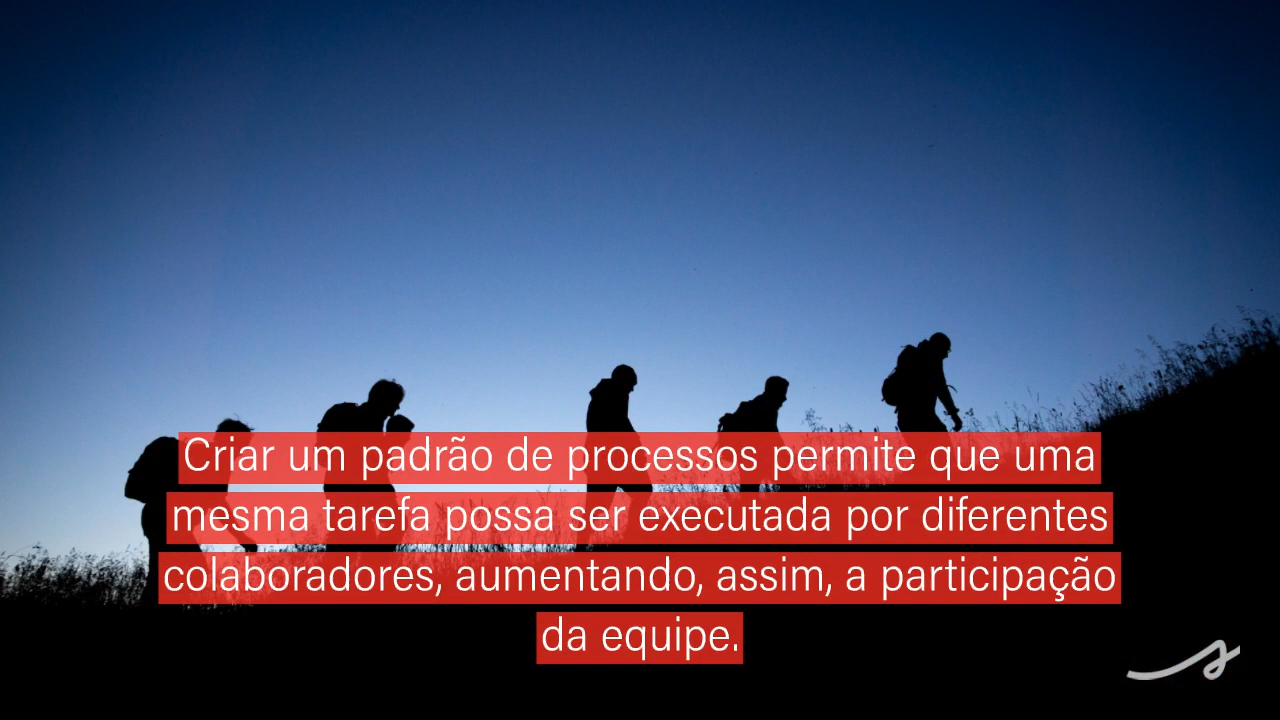 Criar um padrão de processos permite que uma
mesma tarefa possa ser executada por diferentes
colaboradores, aumentando, assim, a participação
da equipe.